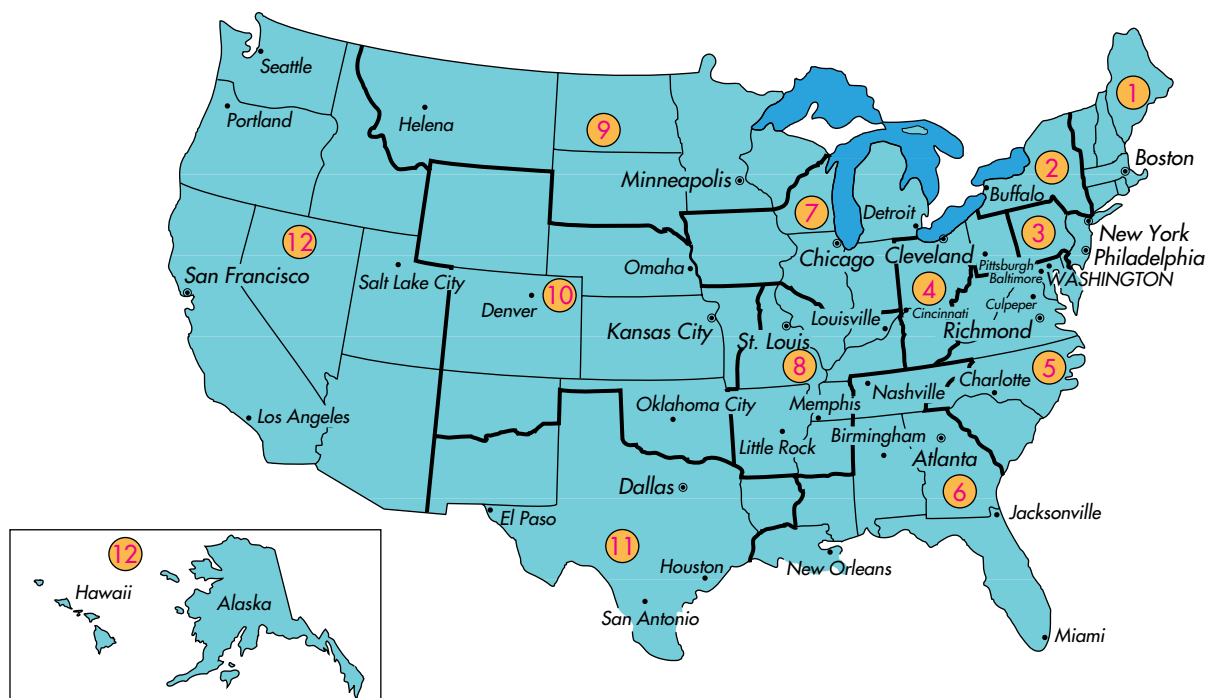 Seattle
1
Portland
Helena
9
2
Boston
Minneapolis
Buffalo
7
Detroit
12
3
New York
Chicago
Cleveland
Philadelphia
San Francisco
Salt Lake City
Omaha
Pittsburgh
Baltimore
WASHINGTON
Denver
10
4
Culpeper
Kansas City
St. Louis
Louisville
Cincinnati
Richmond
8
5
Charlotte
Nashville
Los Angeles
Oklahoma City
Memphis
Little Rock
Birmingham
Atlanta
Dallas
6
El Paso
Jacksonville
11
12
Houston
New Orleans
Hawaii
Alaska
San Antonio
Miami